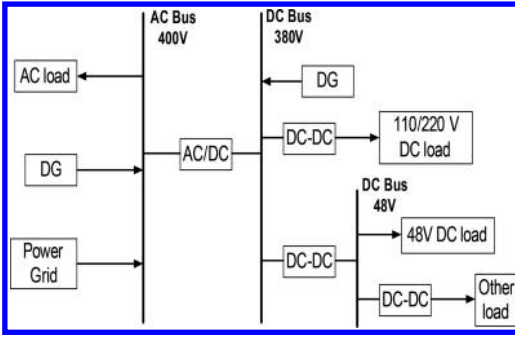 AC Bus
400V
DC Bus
380V
AC load
DG
DG
AC/DC
DC-DC
110/220 V
DC load
DC Bus
48V
Power
Grid
DC-DC
48V DC load
DC-DC
Other
load